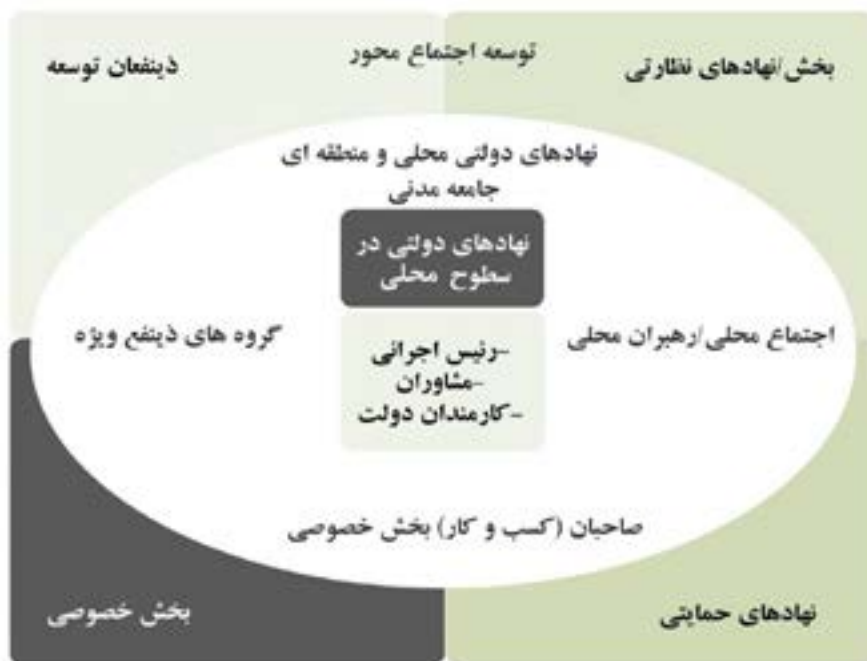 توسعه اجتماع محور
بخش/نهادهای نظارتی
ذینفعان توسعه
نهادهای دولتی محلی و منطقه ای
جامعه مدنی
نهادهای دولتی در
سطوح محلی
اجتماع محلی/رهبران محلی
گروه های ذینفع ویژه
-رئیس اجرائی
-مشاوران
-کارمندان دولت
صاحبان (کسب و کار) بخش خصوصی
نهادهای حمایتی
بخش خصوصی